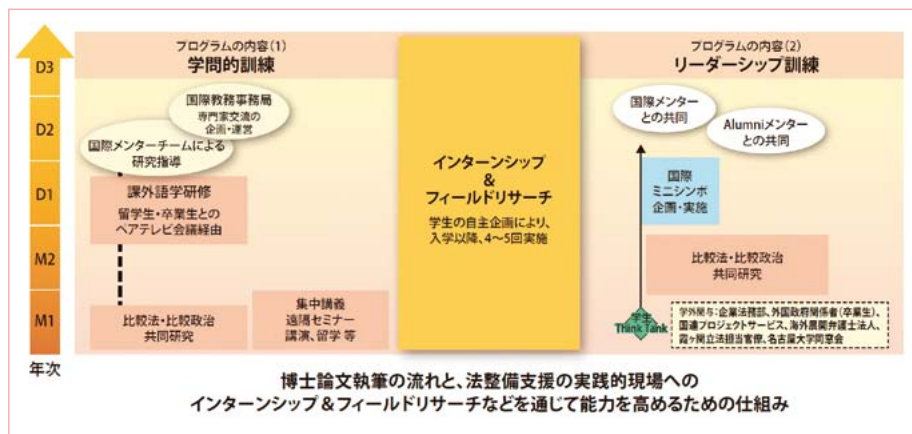 D3
D2
D1
M2
M1
年次
プログラムの内容(1)
学問的訓練
国際教務事務局
専門家交流の
企画・運営
国際メンターチームによる
研究指導
課外語学研修
留学生・卒業生との
ペアテレビ会議経由
比較法・比較政治
共同研究
集中講義
遠隔セミナー
講演、留学 等
インターンシップ
&
フィールドリサーチ
学生の自主企画により、
入学以降、4〜5回実施
プログラムの内容(2)
リーダーシップ訓練
国際メンター
との共同
Alumniメンター
との共同
国際
ミニシンポ
企画・実施
比較法・比較政治
共同研究
学生
Think Tank
学外関与:企業法務部、外国政府関係者(卒業生)、
国連プロジェクトサービス、海外展開弁護士法人、
霞ヶ関立法担当官僚、名古屋大学同窓会
博士論文執筆の流れと、法整備支援の実践的現場への
インターンシップ&フィールドリサーチなどを通じて能力を高めるための仕組み